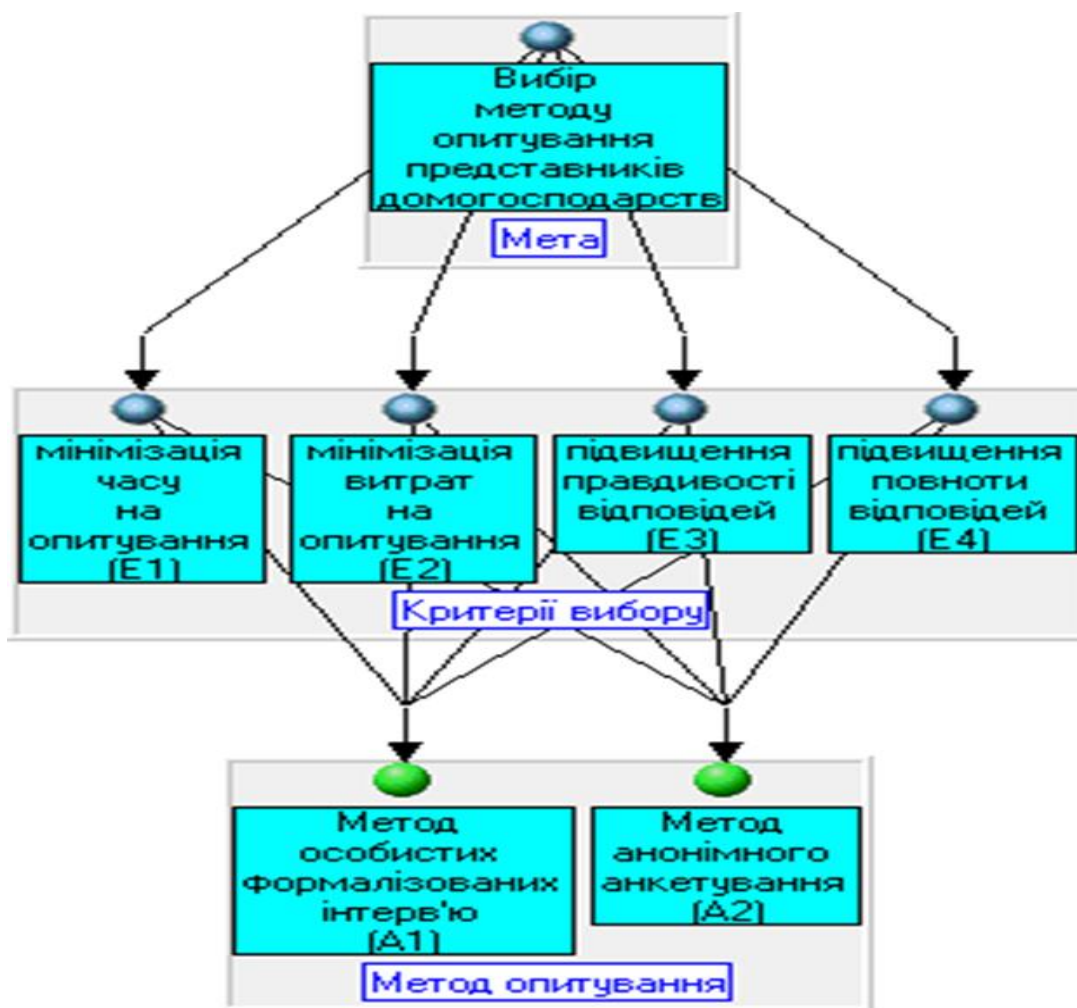 Вибір
методу
опитування
представників
домогосподарств
Мета
мінімізація
часу
на
опитування
(E1)
мінімізація
витрат
на
опитування
(E2)
підвищення
правдивості
відповідей
(E3)
підвищення
повноти
відповідей
(E4)
Критерії вибору
Метод
особистих
формалізованих
інтерв'ю
(A1)
Метод
анонімного
анкетування
(A2)
Метод опитування